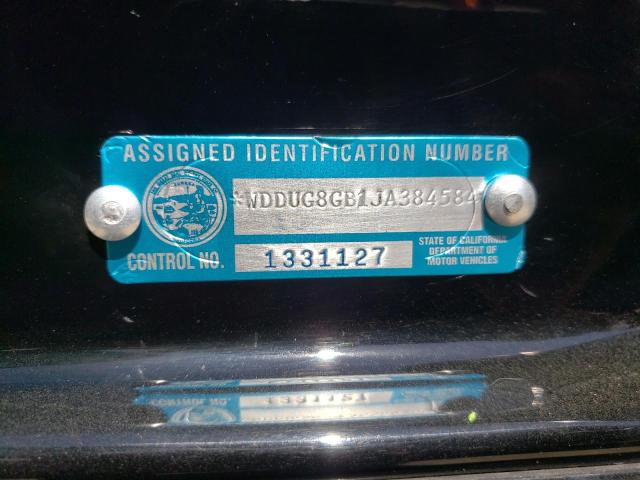 ASSIGNED IDENTIFICATION NUMBER
*WDDUG8GB1JA384584*
CONTROL NO. 1331127
STATE OF CALIFORNIA
DEPARTMENT OF
MOTOR VEHICLES